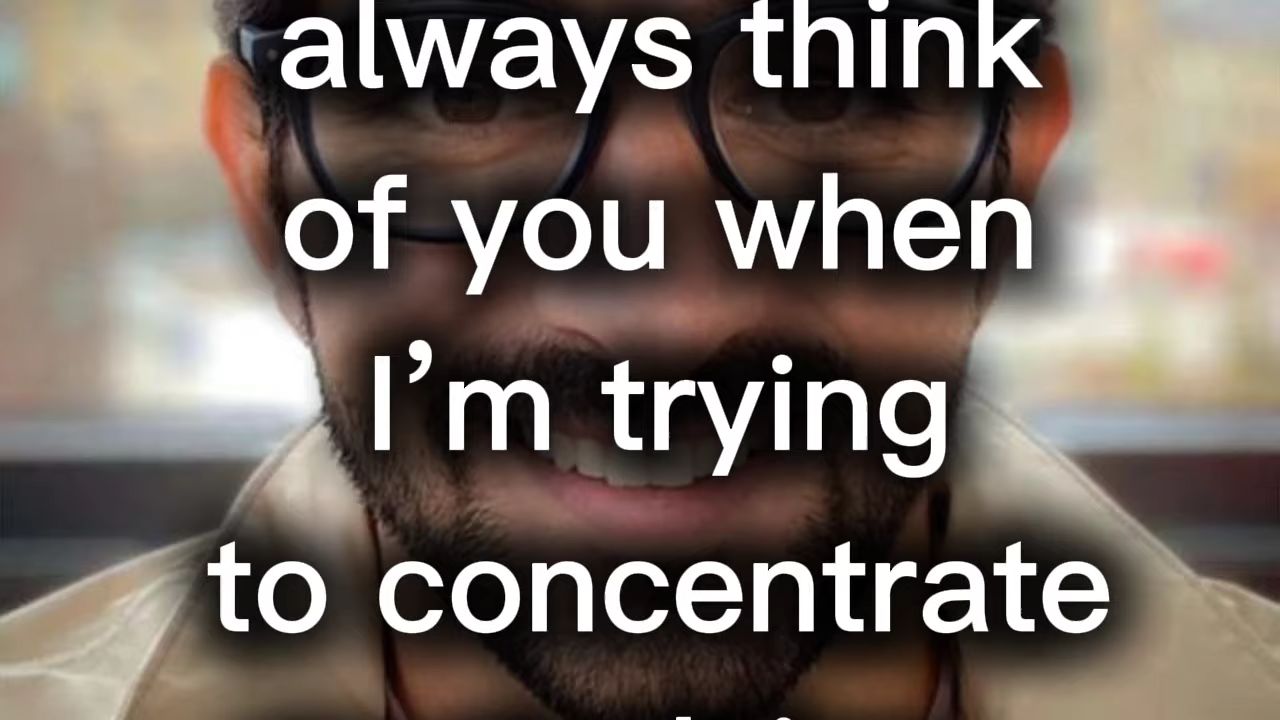 always think
of you when
I’m trying
to concentrate